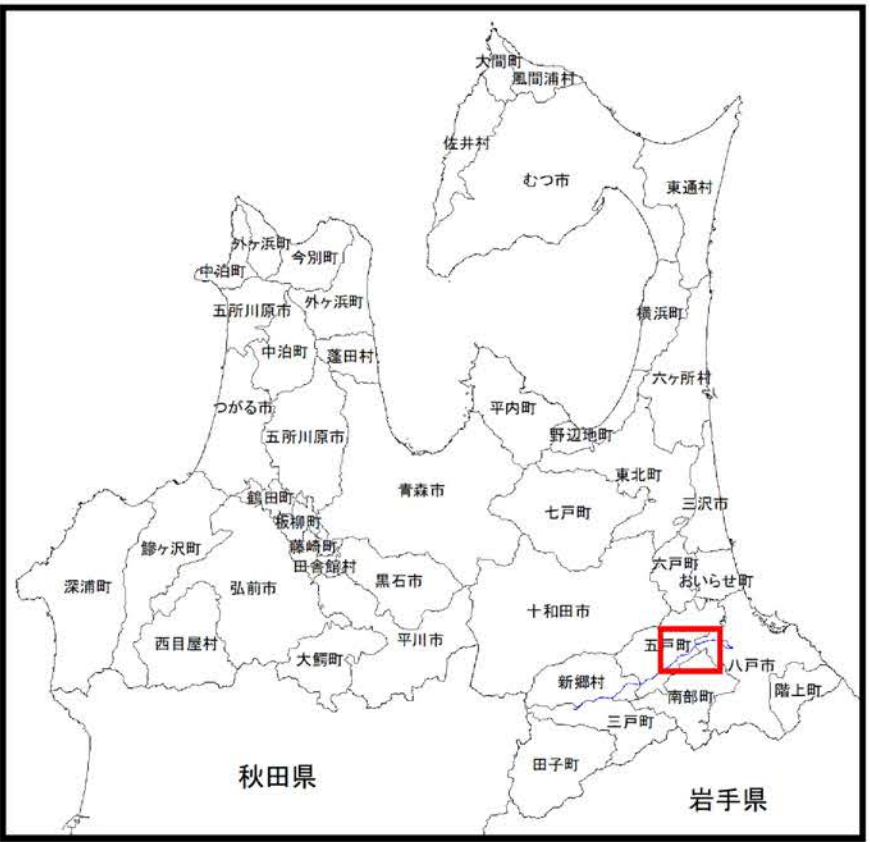 大間町
風間浦村
佐井村
むつ市
東通村
外ヶ浜町
今別町
中泊町
五所川原市
外ヶ浜町
横浜町
中泊町
蓬田村
六ヶ所村
つがる市
平内町
五所川原市
野辺地町
東北町
青森市
鶴田町
七戸町
三沢市
板柳町
藤崎町
鰺ヶ沢町
田舎館村
六戸町
深浦町
弘前市
黒石市
おいらせ町
十和田市
西目屋村
平川市
五戸町
大鰐町
八戸市
新郷村
南部町
階上町
三戸町
田子町
秋田県
岩手県